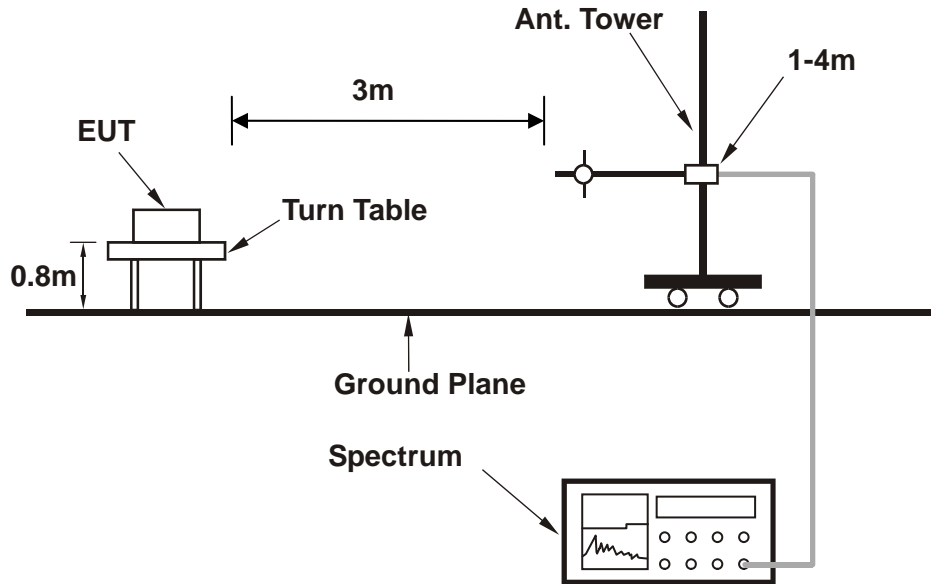 Ant. Tower
1-4m
3m
EUT
Turn Table
0.8m
Ground Plane
Spectrum